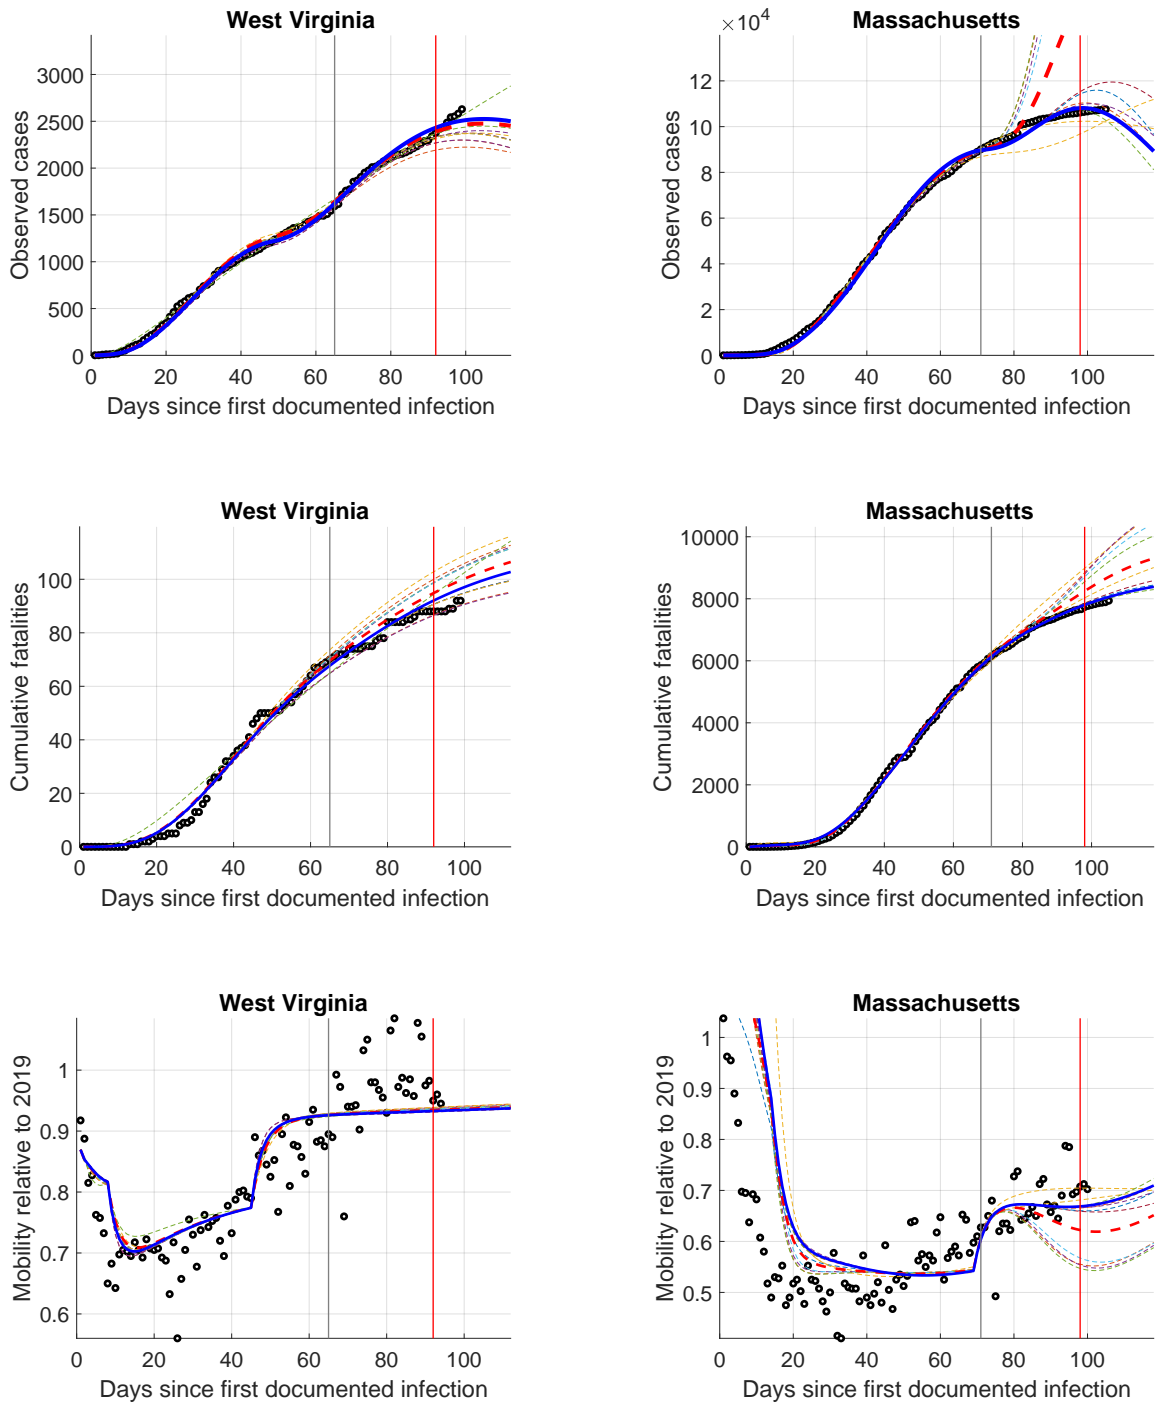 West Virginia
3000
2500
2000
1500
1000
500
0
0 20 40 60 80 100
Observed cases
Days since first documented infection
Massachusetts
×10⁴
12
10
8
6
4
2
0
0 20 40 60 80 100
Observed cases
Days since first documented infection
West Virginia
100
80
60
40
20
0
0 20 40 60 80 100
Cumulative fatalities
Days since first documented infection
Massachusetts
10000
8000
6000
4000
2000
0
0 20 40 60 80 100
Cumulative fatalities
Days since first documented infection
West Virginia
1
0.9
0.8
0.7
0.6
0 20 40 60 80 100
Mobility relative to 2019
Days since first documented infection
Massachusetts
1
0.9
0.8
0.7
0.6
0.5
0 20 40 60 80 100
Mobility relative to 2019
Days since first documented infection